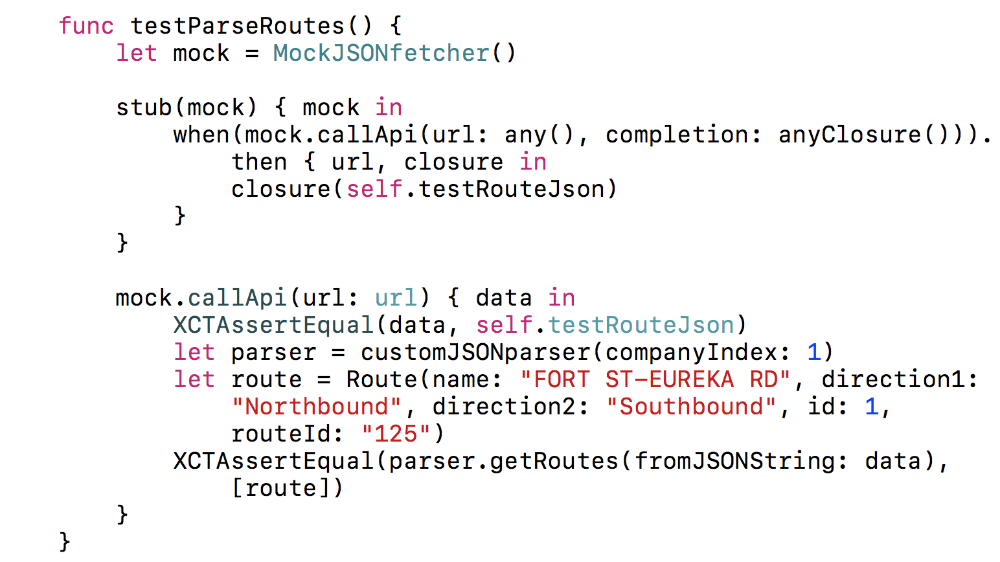 func testParseRoutes() {
    let mock = MockJSONfetcher()

    stub(mock) { mock in
        when(mock.callApi(url: any(), completion: anyClosure())).
            then { url, closure in
            closure(self.testRouteJson)
        }
    }

    mock.callApi(url: url) { data in
        XCTAssertEqual(data, self.testRouteJson)
        let parser = customJSONparser(companyIndex: 1)
        let route = Route(name: "FORT ST-EUREKA RD", direction1:
            "Northbound", direction2: "Southbound", id: 1,
            routeId: "125")
        XCTAssertEqual(parser.getRoutes(fromJSONString: data),
            [route])
    }
}